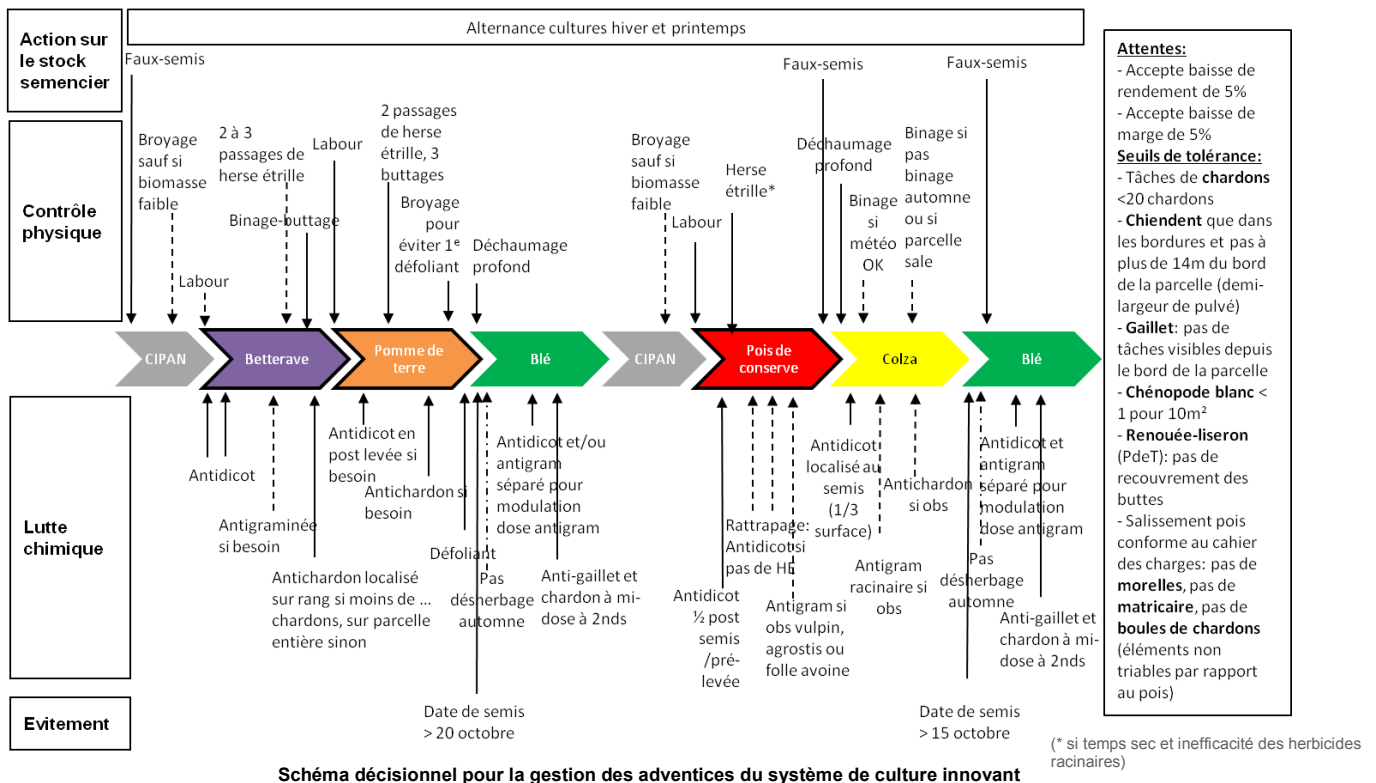 Action sur
le stock
semencier
Alternance cultures hiver et printemps
Faux-semis
Faux-semis
Faux-semis
Contrôle
physique
Broyage
sauf si
biomasse
faible
Labour
2 à 3
passages de
herse étrille
Binage-buttage
Labour
2 passages
de herse
étrille, 3
buttages
Broyage
pour
éviter 1e
défoliant
Déchaumage
profond
Broyage
sauf si
biomasse
faible
Labour
Herse
étrille*
Déchaumage
profond
Binage
si
météo
OK
Binage si
pas
binage
automne
ou si
parcelle
sale
CIPAN
Betterave
Pomme de
terre
Blé
CIPAN
Pois de
conserve
Colza
Blé
Lutte
chimique
Antidicot
Antigraminée
si besoin
Antichardon localisé
sur rang si moins de ...
chardons, sur parcelle
entière sinon
Antidicot en
post levée si
besoin
Antichardon si
besoin
Défoliant
Pas
désherbage
automne
Antidicot et/ou
antigram
séparé pour
modulation
dose antigram
Anti-gaillet et
chardon à mi-
dose à 2nds
Antidicot
½ post
semis
/pré-
levée
Rattrapage:
Antidicot si
pas de HE
Antigram si
obs vulpin,
agrostis ou
folle avoine
Antidicot
localisé au
semis
(1/3
surface)
Antigram
racinaire si
obs
Antichardon
si obs
Pas
désherbage
automne
Antidicot et
antigram
séparé pour
modulation
dose antigram
Anti-gaillet et
chardon à mi-
dose à 2nds
Evitement
Date de semis
> 20 octobre
Date de semis
> 15 octobre
Attentes:
- Accepte baisse de
rendement de 5%
- Accepte baisse de
marge de 5%
Seuils de tolérance:
- Tâches de chardons
<20 chardons
- Chiendent que dans
les bordures et pas à
plus de 14m du bord
de la parcelle (demi-
largeur de pulvé)
- Gaillet: pas de
tâches visibles depuis
le bord de la parcelle
- Chénopode blanc <
1 pour 10m²
- Renouée-liseron
(PdeT): pas de
recouvrement des
buttes
- Salissement pois
conforme au cahier
des charges: pas de
morelles, pas de
matricaire, pas de
boules de chardons
(éléments non
triables par rapport
au pois)
(* si temps sec et inefficacité des herbicides
racinaires)
Schéma décisionnel pour la gestion des adventices du système de culture innovant